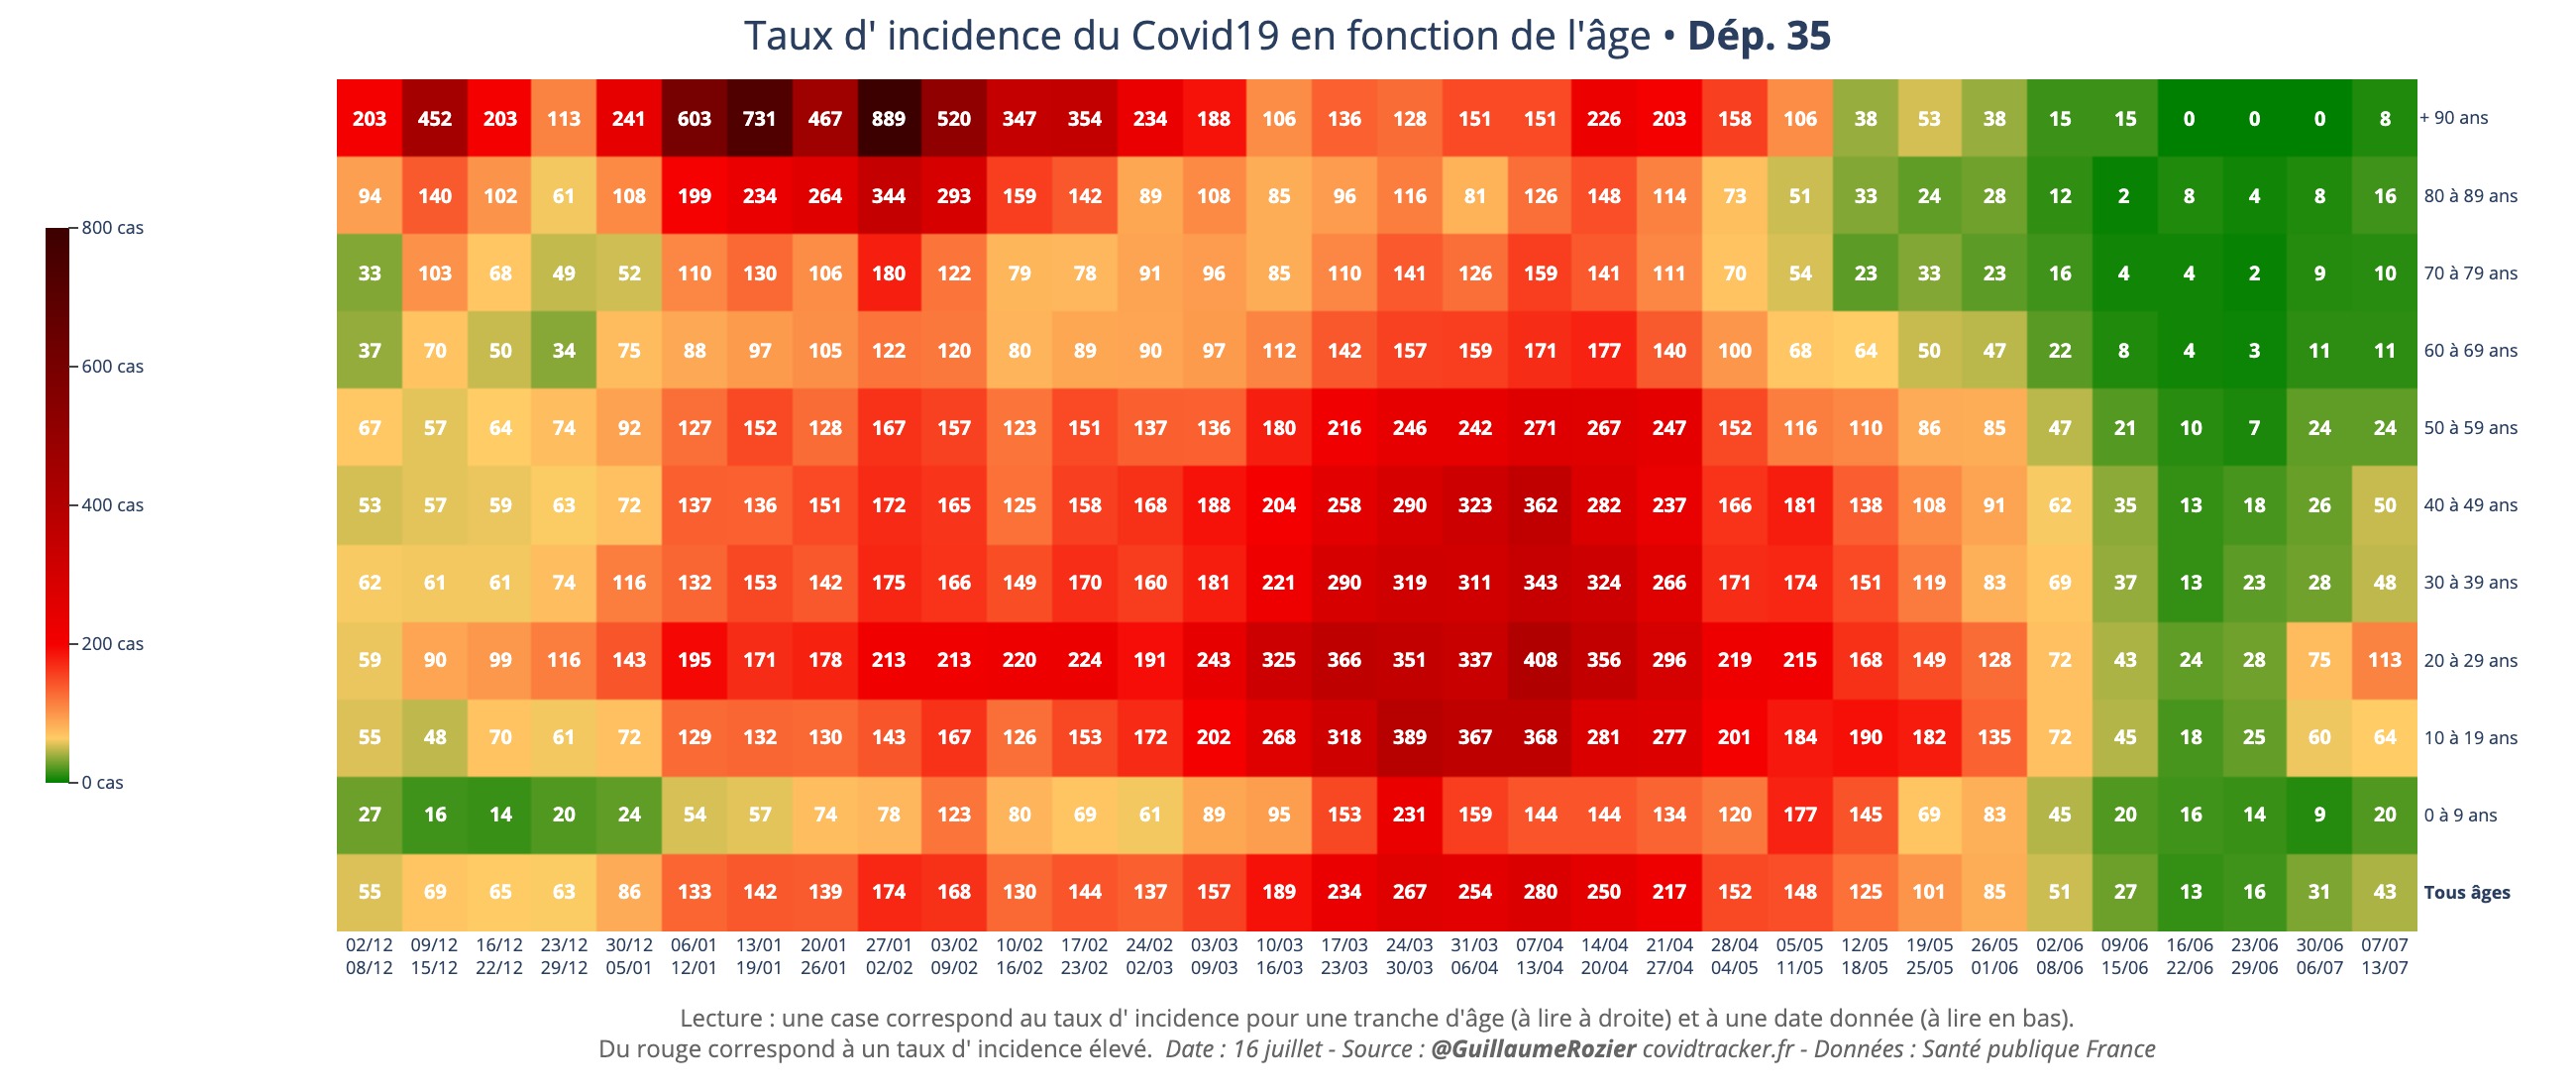 Taux d' incidence du Covid19 en fonction de l'âge • Dép. 35
800 cas
600 cas
400 cas
200 cas
0 cas
203 452 203 113 241 603 731 467 889 520 347 354 234 188 106 136 128 151 151 226 203 158 106 38 53 38 15 15 0 0 0 8 + 90 ans
94 140 102 61 108 199 234 264 344 293 159 142 89 108 85 96 116 81 126 148 114 73 51 33 24 28 12 2 8 4 8 16 80 à 89 ans
33 103 68 49 52 110 130 106 180 122 79 78 91 96 85 110 141 126 159 141 111 70 54 23 33 23 16 4 4 2 9 10 70 à 79 ans
37 70 50 34 75 88 97 105 122 120 80 89 90 97 112 142 157 159 171 177 140 100 68 64 50 47 22 8 4 3 11 11 60 à 69 ans
67 57 64 74 92 127 152 128 167 157 123 151 137 136 180 216 246 242 271 267 247 152 116 110 86 85 47 21 10 7 24 24 50 à 59 ans
53 57 59 63 72 137 136 151 172 165 125 158 168 188 204 258 290 323 362 282 237 166 181 138 108 91 62 35 13 18 26 50 40 à 49 ans
62 61 61 74 116 132 153 142 175 166 149 170 160 181 221 290 319 311 343 324 266 171 174 151 119 83 69 37 13 23 28 48 30 à 39 ans
59 90 99 116 143 195 171 178 213 213 220 224 191 243 325 366 351 337 408 356 296 219 215 168 149 128 72 43 24 28 75 113 20 à 29 ans
55 48 70 61 72 129 132 130 143 167 126 153 172 202 268 318 389 367 368 281 277 201 184 190 182 135 72 45 18 25 60 64 10 à 19 ans
27 16 14 20 24 54 57 74 78 123 80 69 61 89 95 153 231 159 144 144 134 120 177 145 69 83 45 20 16 14 9 20 0 à 9 ans
55 69 65 63 86 133 142 139 174 168 130 144 137 157 189 234 267 254 280 250 217 152 148 125 101 85 51 27 13 16 31 43 Tous âges
02/12 09/12 16/12 23/12 30/12 06/01 13/01 20/01 27/01 03/02 10/02 17/02 24/02 03/03 10/03 17/03 24/03 31/03 07/04 14/04 21/04 28/04 05/05 12/05 19/05 26/05 02/06 09/06 16/06 23/06 30/06 07/07
08/12 15/12 22/12 29/12 05/01 12/01 19/01 26/01 02/02 09/02 16/02 23/02 02/03 09/03 16/03 23/03 30/03 06/04 13/04 20/04 27/04 04/05 11/05 18/05 25/05 01/06 08/06 15/06 22/06 29/06 06/07 13/07
Lecture : une case correspond au taux d' incidence pour une tranche d'âge (à lire à droite) et à une date donnée (à lire en bas).
Du rouge correspond à un taux d' incidence élevé. Date : 16 juillet - Source : @GuillaumeRozier covidtracker.fr - Données : Santé publique France